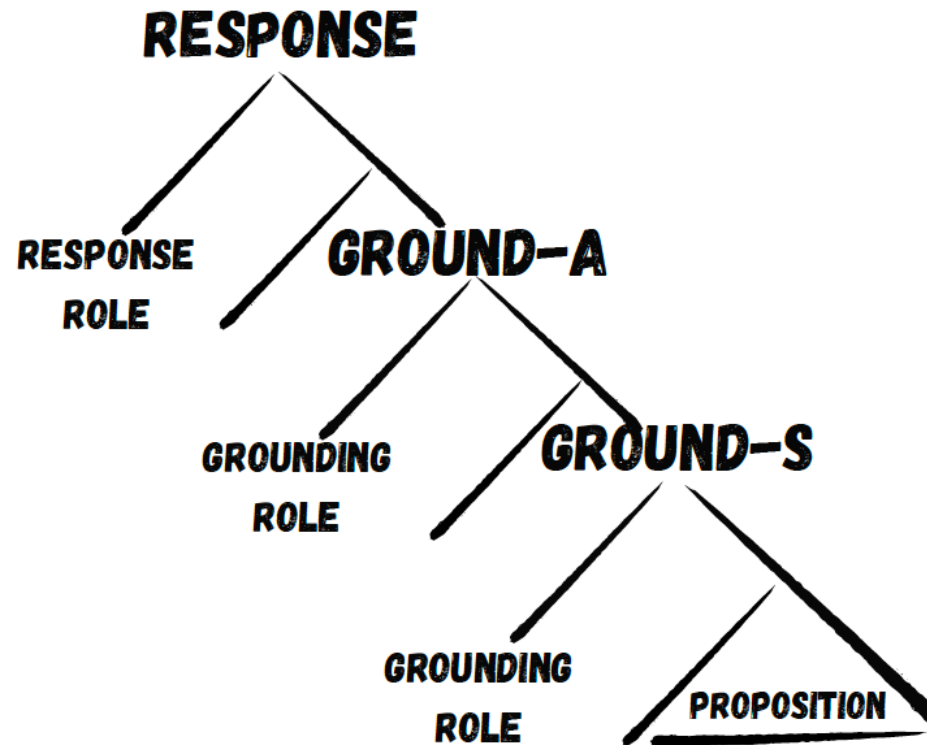 RESPONSE
RESPONSE
ROLE
GROUND-A
GROUNDING
ROLE
GROUND-S
GROUNDING
ROLE
PROPOSITION